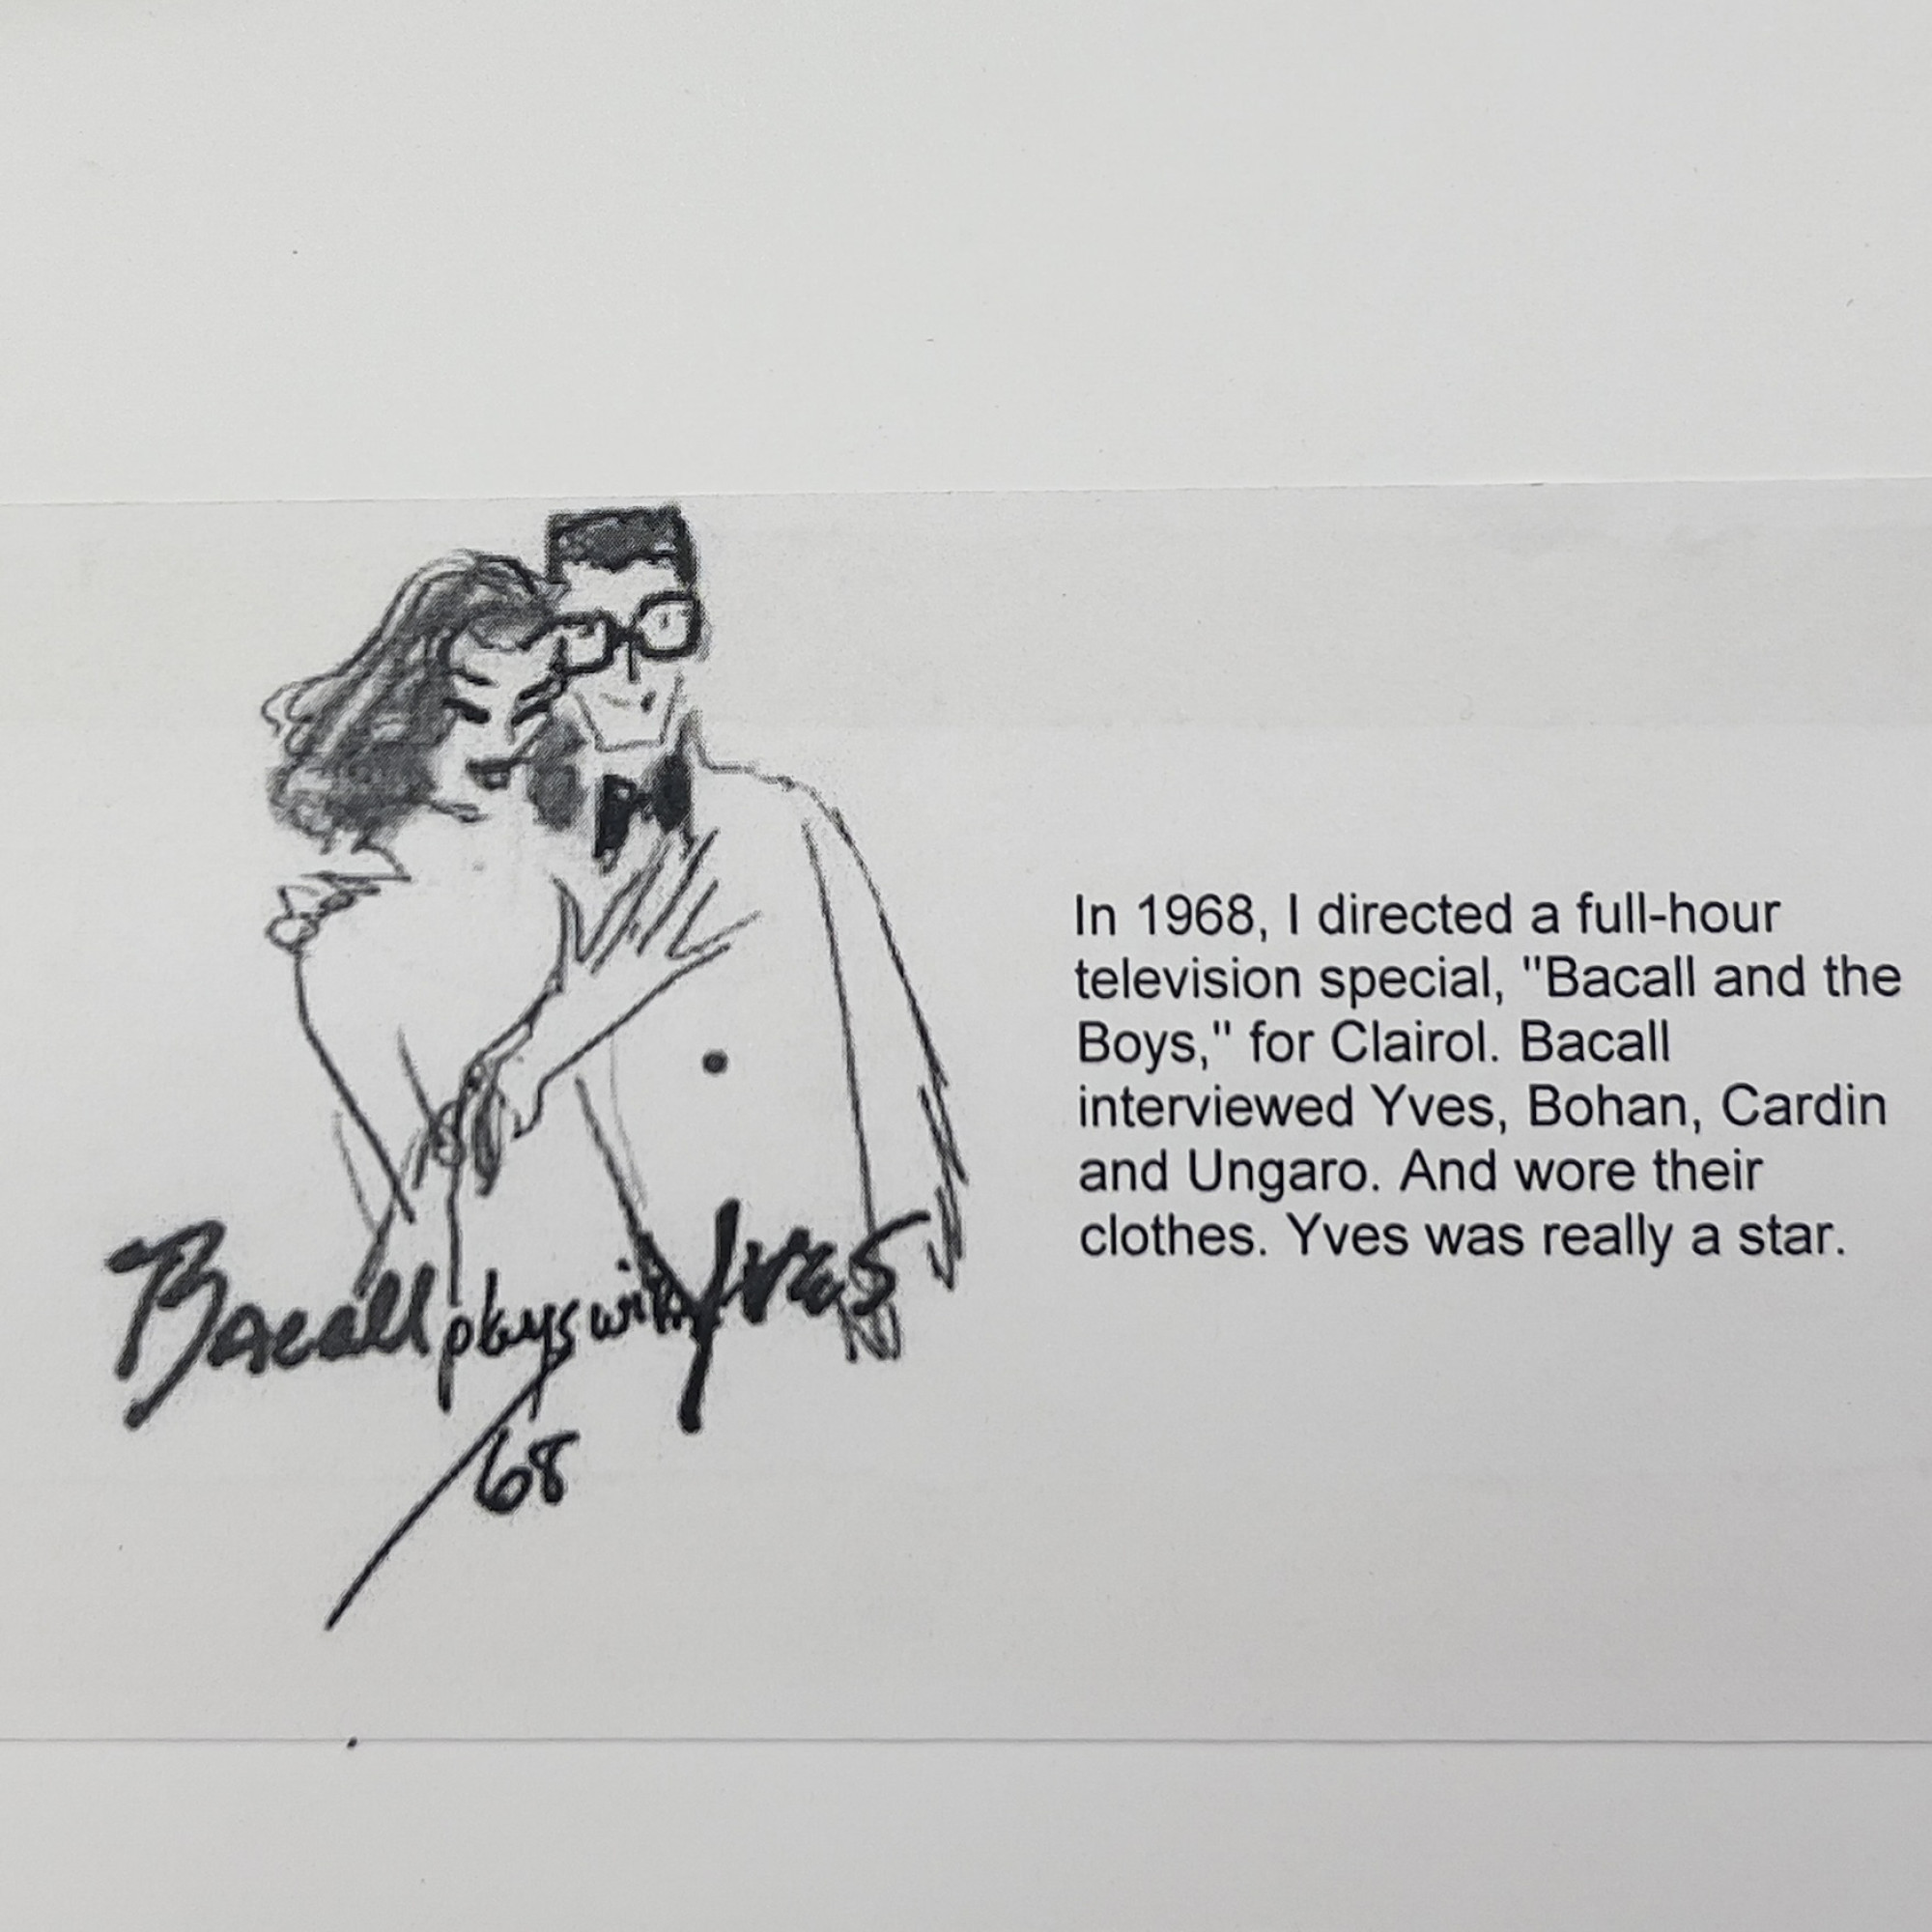 Bacall plays with Yves
68
In 1968, I directed a full-hour
television special, "Bacall and the
Boys," for Clairol. Bacall
interviewed Yves, Bohan, Cardin
and Ungaro. And wore their
clothes. Yves was really a star.